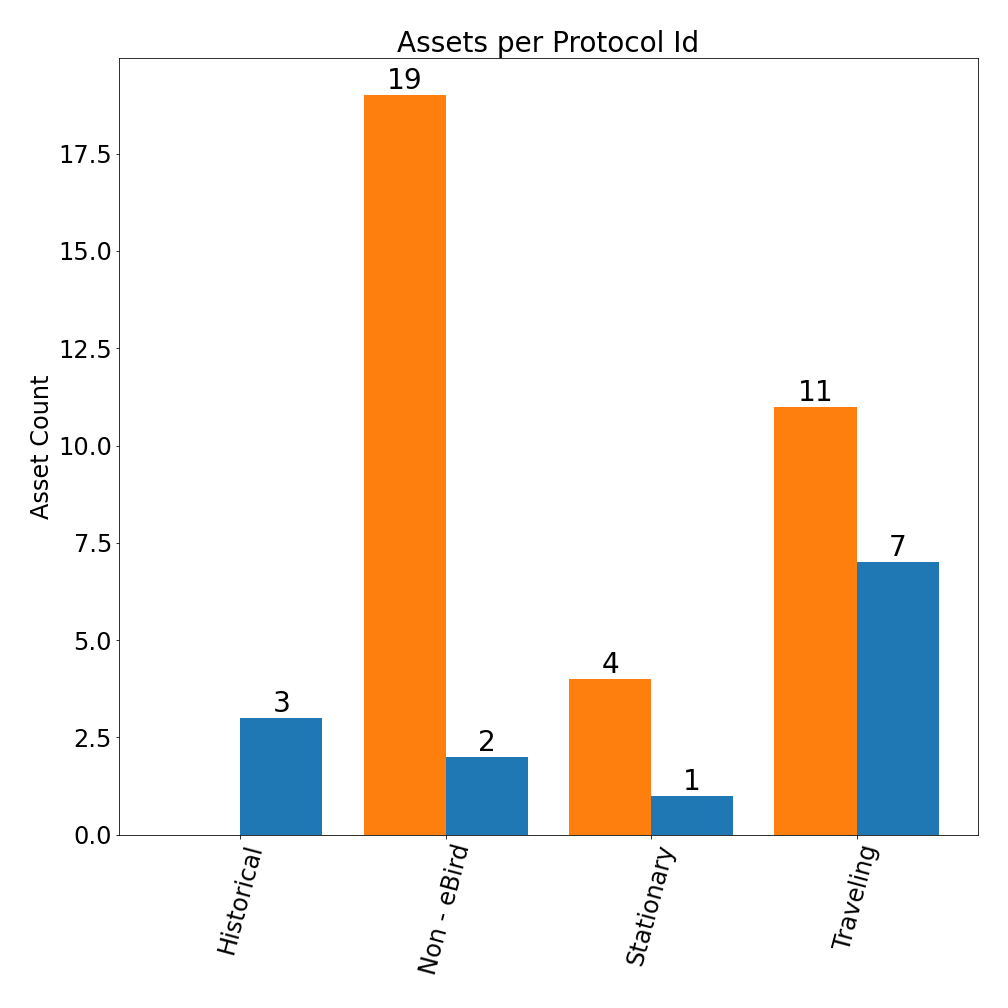 Assets per Protocol Id
19
17.5
15.0
12.5
11
10.0
Asset Count
7.5
7
5.0
4
3
2.5
2
1
0.0
Historical
Non - eBird
Stationary
Traveling